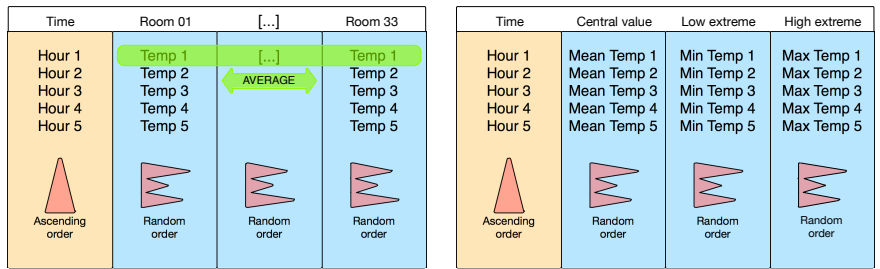 Time Room 01 [...] Room 33
Hour 1 Temp 1 [...] Temp 1
Hour 2 Temp 2 AVERAGE Temp 2
Hour 3 Temp 3 Temp 3
Hour 4 Temp 4 Temp 4
Hour 5 Temp 5 Temp 5
Ascending order
Random order
Random order
Random order
Time Central value Low extreme High extreme
Hour 1 Mean Temp 1 Min Temp 1 Max Temp 1
Hour 2 Mean Temp 2 Min Temp 2 Max Temp 2
Hour 3 Mean Temp 3 Min Temp 3 Max Temp 3
Hour 4 Mean Temp 4 Min Temp 4 Max Temp 4
Hour 5 Mean Temp 5 Min Temp 5 Max Temp 5
Ascending order
Random order
Random order
Random order